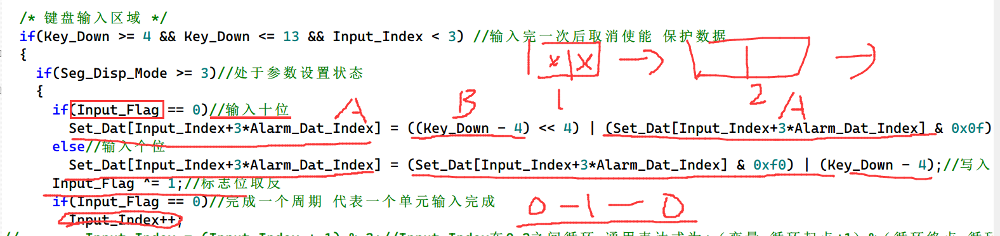 /* 键盘输入区域 */
if(Key_Down >= 4 && Key_Down <= 13 && Input_Index < 3) //输入完一次后取消使能 保护数据
{
x x
if(Seg_Disp_Mode >= 3)//处于参数设置状态
{
1 2
if(Input_Flag == 0)//输入十位
A B A
Set_Dat[Input_Index+3*Alarm_Dat_Index] = ((Key_Down - 4) << 4) | (Set_Dat[Input_Index+3*Alarm_Dat_Index] & 0x0f)
else//输入个位
Set_Dat[Input_Index+3*Alarm_Dat_Index] = (Set_Dat[Input_Index+3*Alarm_Dat_Index] & 0xf0) | (Key_Down - 4);//写入
Input_Flag ^= 1;//标志位取反
if(Input_Flag == 0)//完成一个周期 代表一个单元输入完成
0 - 1 - 0
Input_Index++;